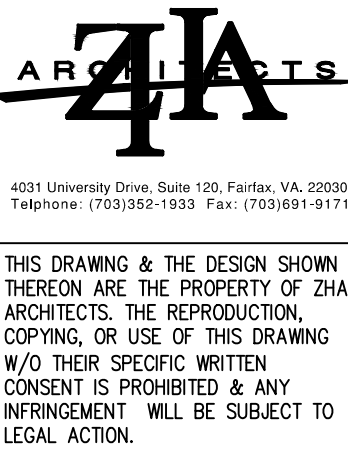 ZHA
ARCHITECTS
4031 University Drive, Suite 120, Fairfax, VA. 22030
Telphone: (703)352-1933 Fax: (703)691-9171
THIS DRAWING & THE DESIGN SHOWN
THEREON ARE THE PROPERTY OF ZHA
ARCHITECTS. THE REPRODUCTION,
COPYING, OR USE OF THIS DRAWING
W/O THEIR SPECIFIC WRITTEN
CONSENT IS PROHIBITED & ANY
INFRINGEMENT WILL BE SUBJECT TO
LEGAL ACTION.